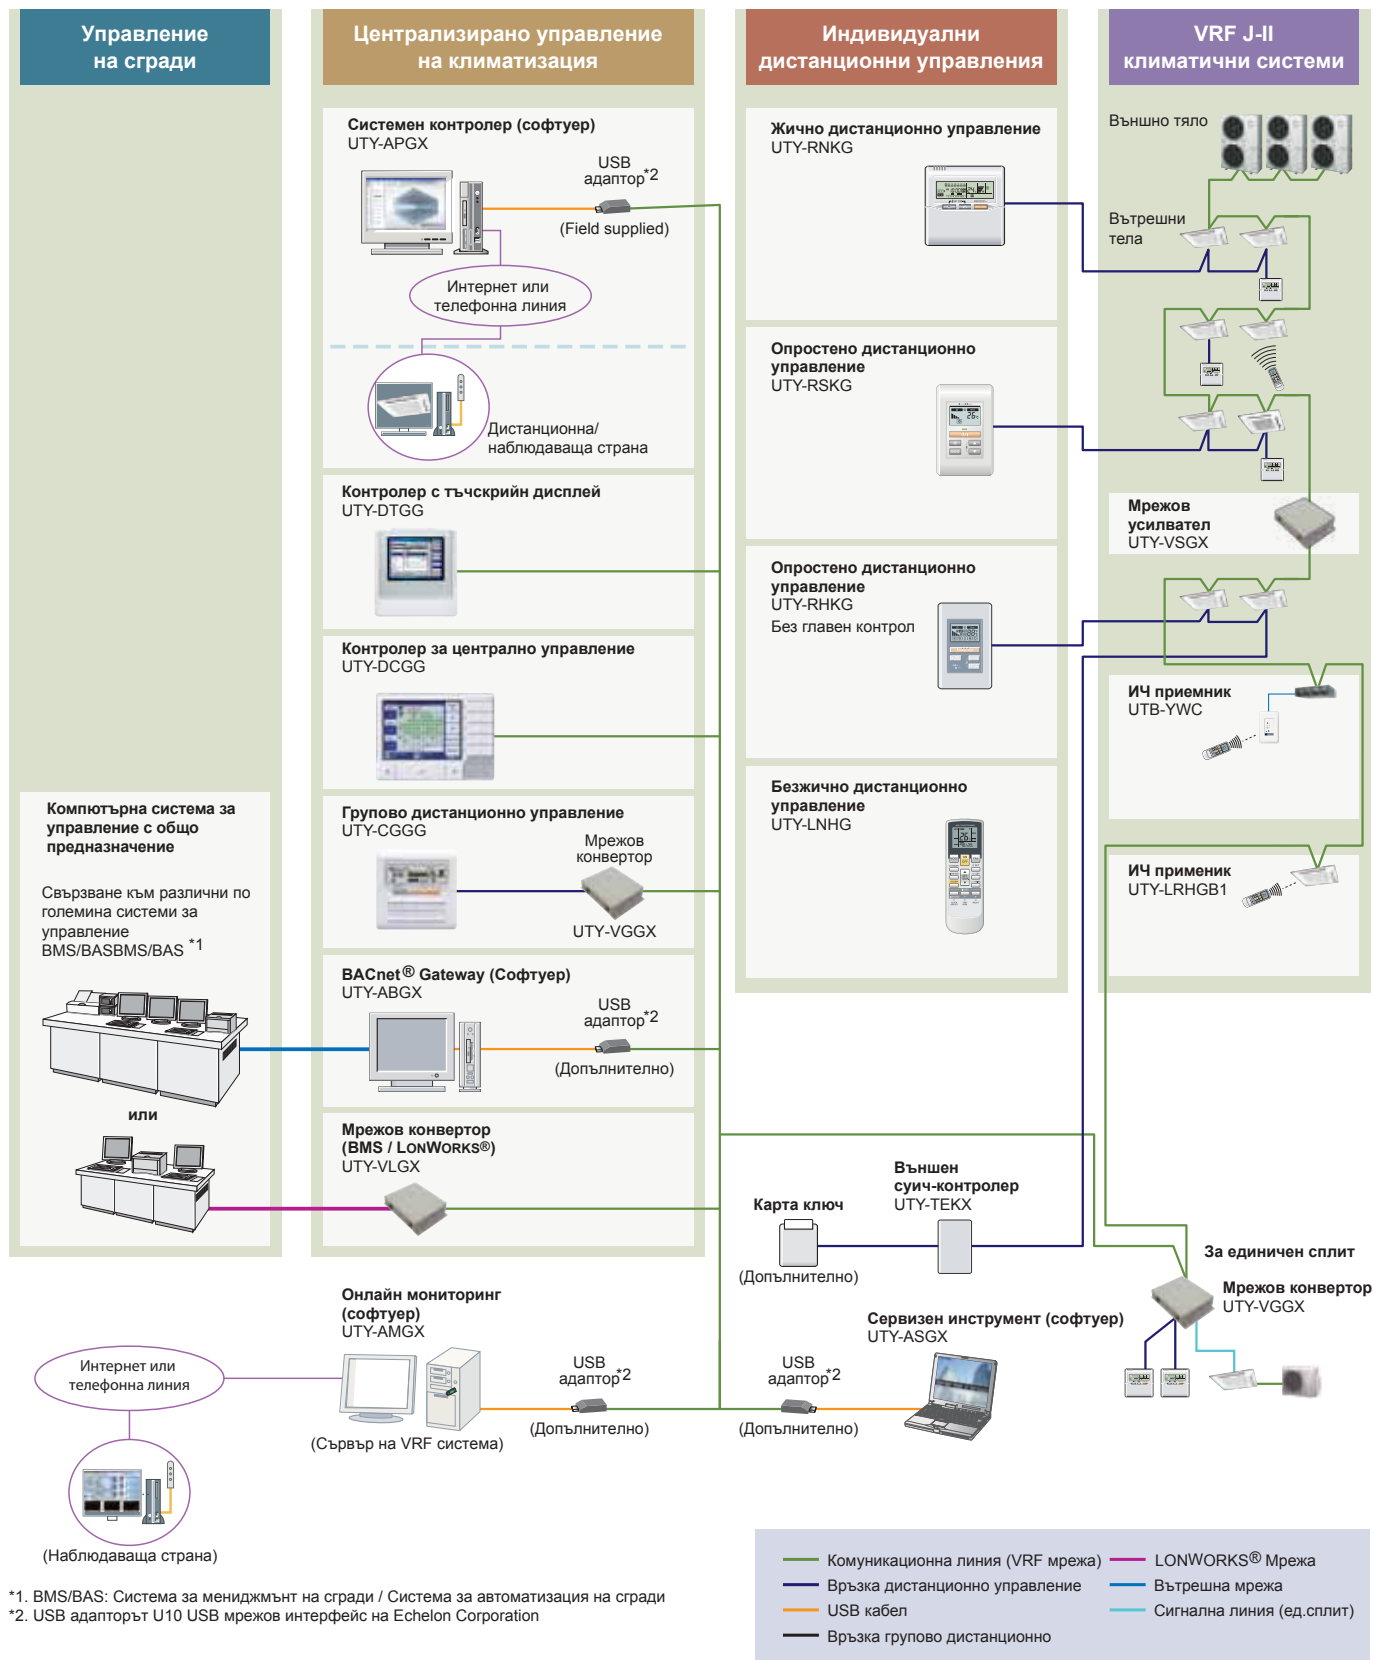 Управление
на сгради
Централизирано управление
на климатизация
Индивидуални
дистанционни управления
VRF J-II
климатични системи
Системен контролер (софтуер)
UTY-APGX
USB
адаптор*2
(Field supplied)
Интернет или
телефонна линия
Дистанционна/
наблюдаваща страна
Контролер с тъчскрийн дисплей
UTY-DTGG
Контролер за централно управление
UTY-DCGG
Групово дистанционно управление
UTY-CGGG
Мрежов
конвертор
UTY-VGGX
BACnet® Gateway (Софтуер)
UTY-ABGX
USB
адаптор*2
(Допълнително)
Мрежов конвертор
(BMS / LONWORKS®)
UTY-VLGX
Компютърна система за
управление с общо
предназначение
Свързване към различни по
големина системи за
управление
BMS/BASBMS/BAS *1
или
Жично дистанционно управление
UTY-RNKG
Опростено дистанционно
управление
UTY-RSKG
Опростено дистанционно
управление
UTY-RHKG
Без главен контрол
Безжично дистанционно
управление
UTY-LNHG
Външно тяло
Вътрешни
тела
Мрежов
усилвател
UTY-VSGX
ИЧ приемник
UTB-YWC
ИЧ применик
UTY-LRHGB1
Външен
суич-контролер
UTY-TEKX
Карта ключ
(Допълнително)
За единичен сплит
Мрежов конвертор
UTY-VGGX
Онлайн мониторинг
(софтуер)
UTY-AMGX
(Сървър на VRF система)
USB
адаптор*2
(Допълнително)
USB
адаптор*2
(Допълнително)
Сервизен инструмент (софтуер)
UTY-ASGX
Интернет или
телефонна линия
(Наблюдаваща страна)
Комуникационна линия (VRF мрежа)
Връзка дистанционно управление
USB кабел
Връзка групово дистанционно
LONWORKS® Мрежа
Вътрешна мрежа
Сигнална линия (ед.сплит)
*1. BMS/BAS: Система за мениджмънт на сгради / Система за автоматизация на сгради
*2. USB адапторът U10 USB мрежов интерфейс на Echelon Corporation